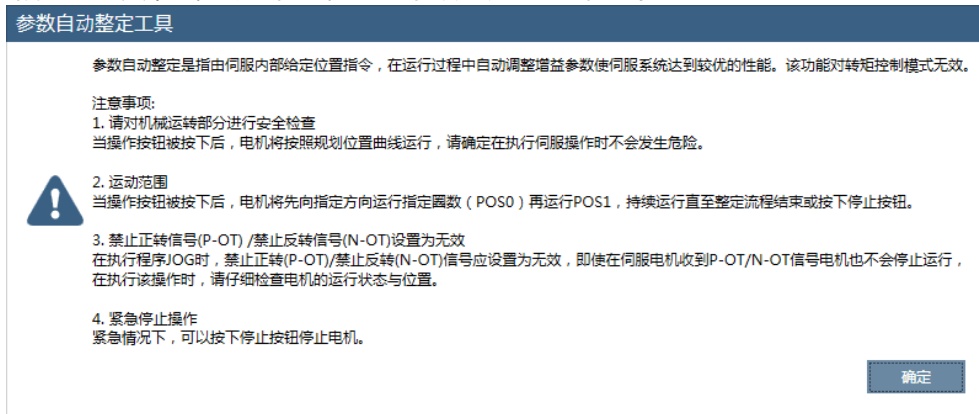 参数自动整定工具
参数自动整定是指由伺服内部给定位置指令，在运行过程中自动调整增益参数使伺服系统达到较优的性能。该功能对转矩控制模式无效。
注意事项:
1. 请对机械运转部分进行安全检查
当操作按钮被按下后，电机将按照规划位置曲线运行，请确定在执行伺服操作时不会发生危险。
2. 运动范围
当操作按钮被按下后，电机将先向指定方向运行指定圈数（POS0）再运行POS1，持续运行直至整定流程结束或按下停止按钮。
3. 禁止正转信号(P-OT) /禁止反转信号(N-OT)设置为无效
在执行程序JOG时，禁止正转(P-OT)/禁止反转(N-OT)信号应设置为无效，即使在伺服电机收到P-OT/N-OT信号电机也不会停止运行，
在执行该操作时，请仔细检查电机的运行状态与位置。
4. 紧急停止操作
紧急情况下，可以按下停止按钮停止电机。
确定